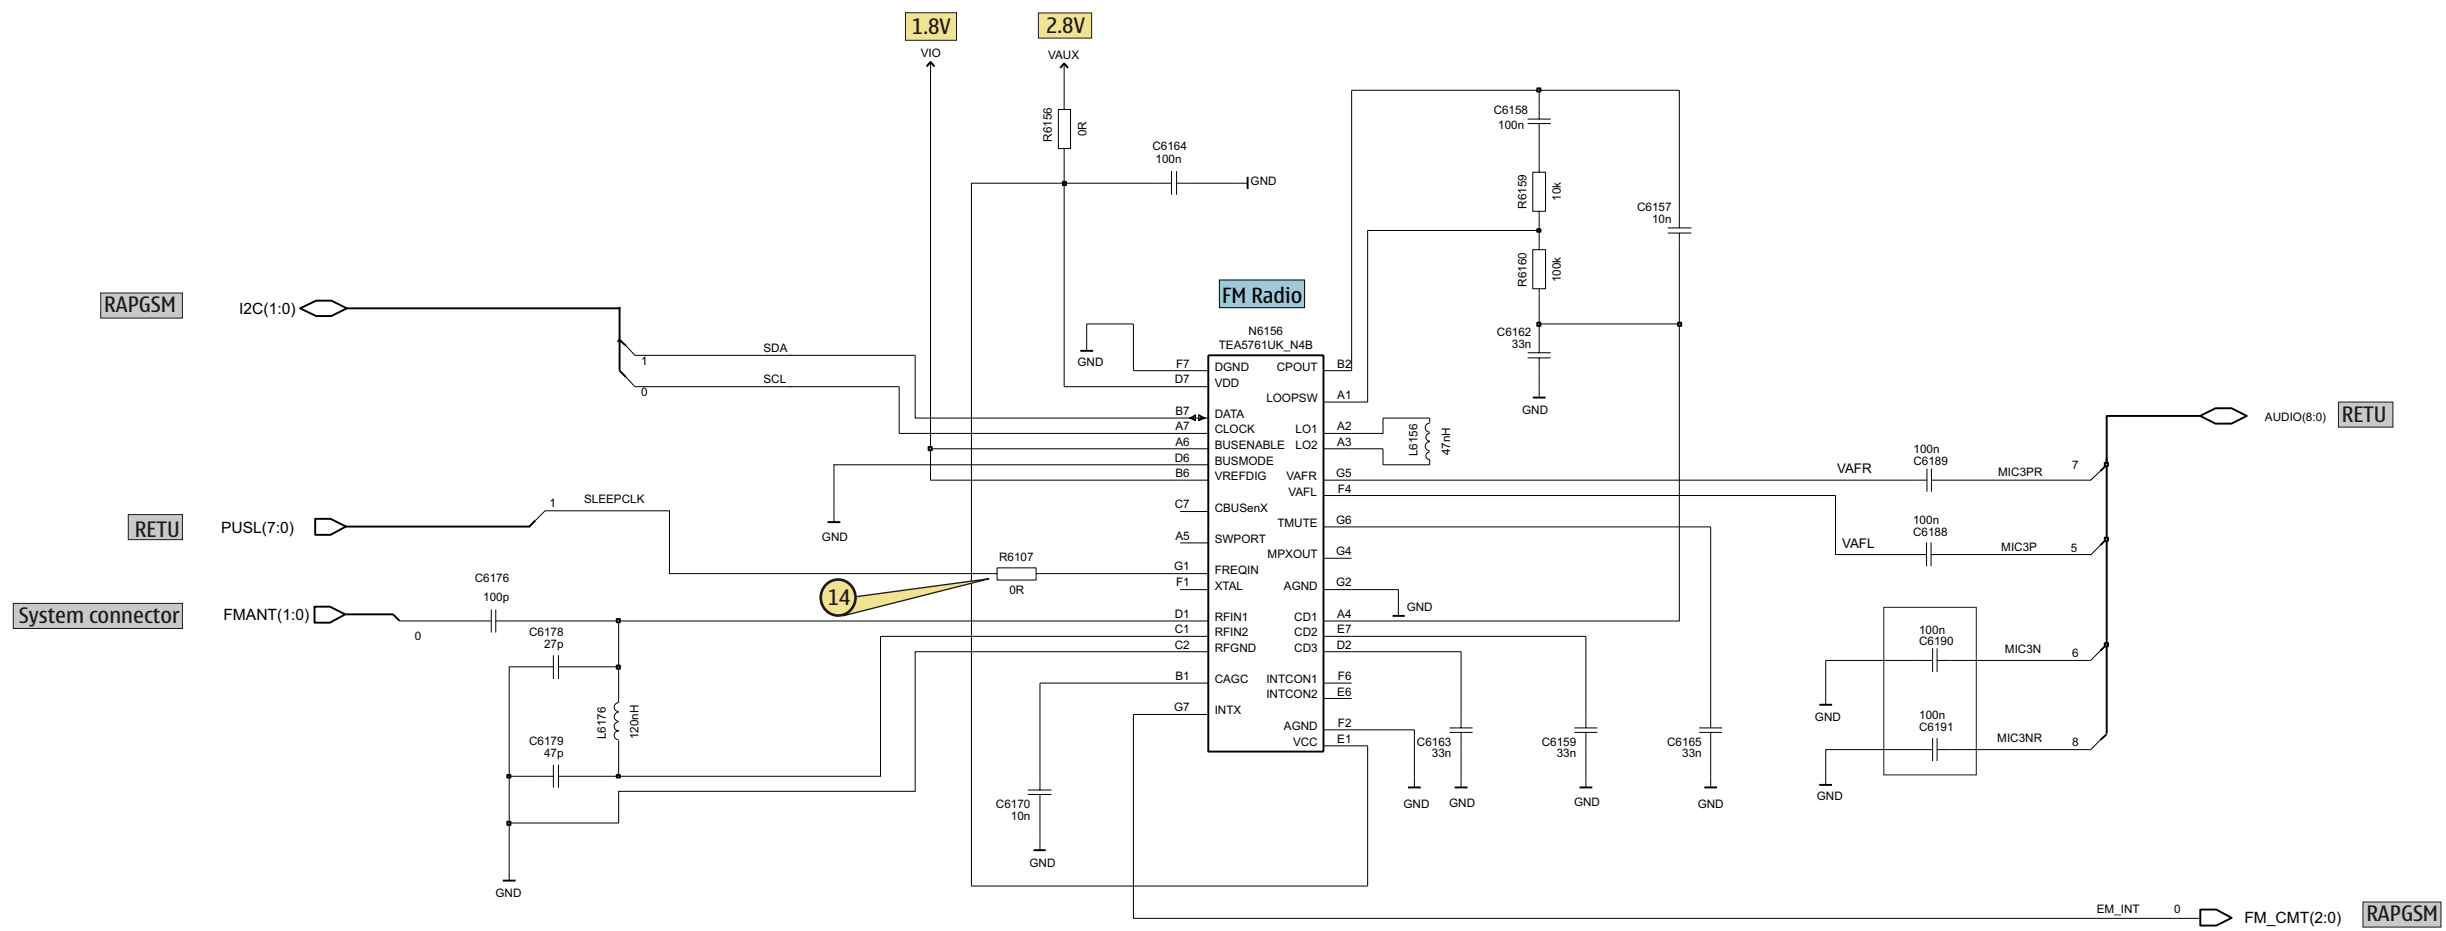 1.8V
VIO
2.8V
VAUX
R6156
0R
C6164
100n
GND
C6158
100n
R6159
10k
C6157
10n
R6160
100k
C6162
33n
GND
RAPGSM
I2C(1:0)
SDA
1
SCL
0
FM Radio
N6156
TEA5761UK_N4B
GND
F7
DGND
D7
VDD
B7
DATA
A7
CLOCK
A6
BUSENABLE
D6
BUSMODE
B6
VREFDIG
C7
CBUSenX
A5
SWPORT
G1
FREQIN
F1
XTAL
D1
RFIN1
C1
RFIN2
C2
RFGND
B1
CAGC
G7
INTX
CPOUT
B2
LOOPSW
A1
LO1
A2
LO2
A3
VAFR
G5
VAFL
F4
TMUTE
G6
MPXOUT
G4
AGND
G2
CD1
A4
CD2
E7
CD3
D2
INTCON1
F6
INTCON2
E6
AGND
F2
VCC
E1
L6156
47nH
GND
RETU
PUSL(7:0)
1
SLEEPCLK
GND
R6107
0R
14
System connector
FMANT(1:0)
0
C6176
100p
C6178
27p
L6176
120nH
C6179
47p
GND
C6170
10n
GND
GND
C6163
33n
GND
C6159
33n
GND
C6165
33n
GND
VAFR
100n
C6189
MIC3PR
7
VAFL
100n
C6188
MIC3P
5
100n
C6190
MIC3N
6
GND
100n
C6191
MIC3NR
8
GND
AUDIO(8:0)
RETU
EM_INT
0
FM_CMT(2:0)
RAPGSM